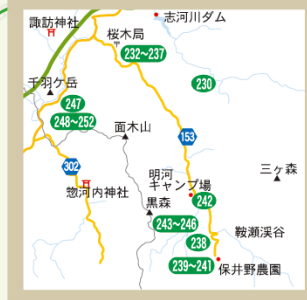 諏訪神社
志河川ダム
桜木局
232〜237
230
千羽ケ岳
247
248〜252
面木山
153
302
惣河内神社
明河
キャンプ場
三ヶ森
242
黒森
243〜246
鞍瀬渓谷
238
239〜241
保井野農園